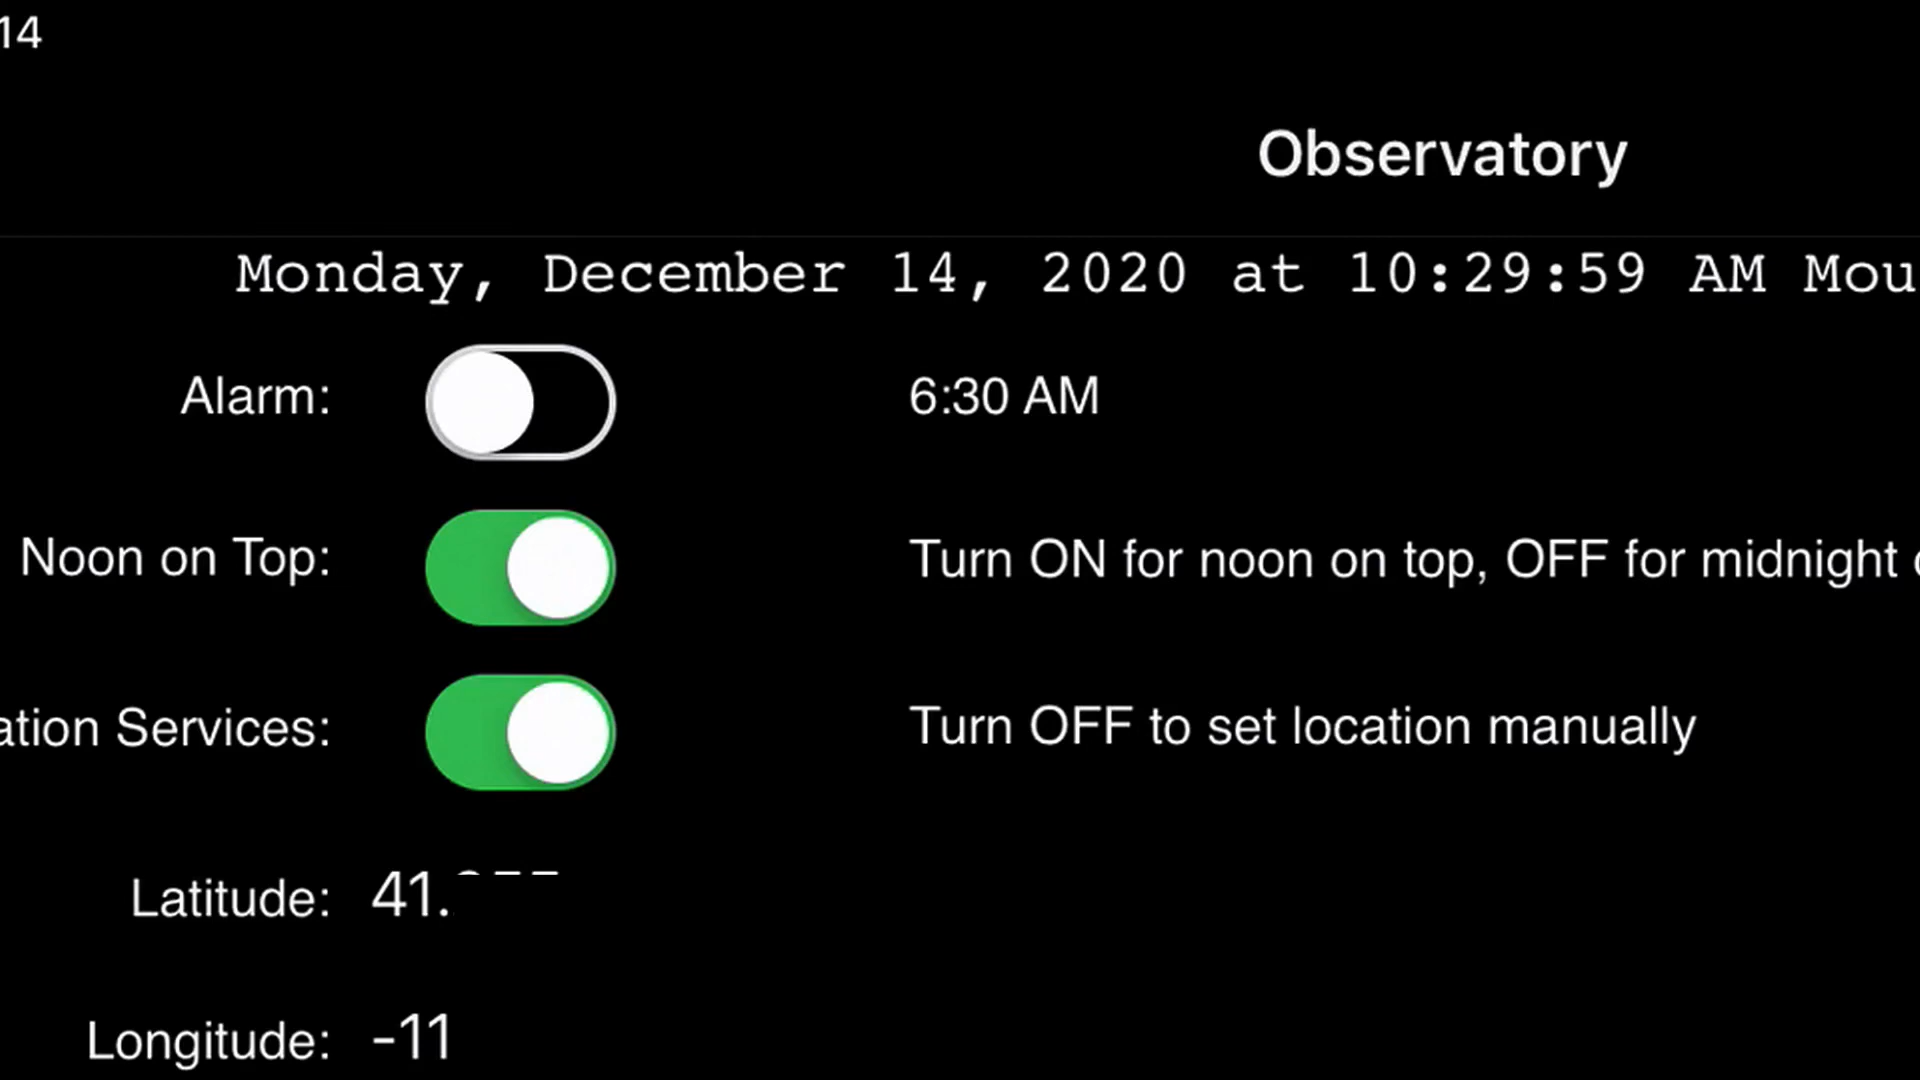 14
Observatory
Monday, December 14, 2020 at 10:29:59 AM Mou
Alarm: 6:30 AM
Noon on Top: Turn ON for noon on top, OFF for midnight
ation Services: Turn OFF to set location manually
Latitude: 41.
Longitude: -11